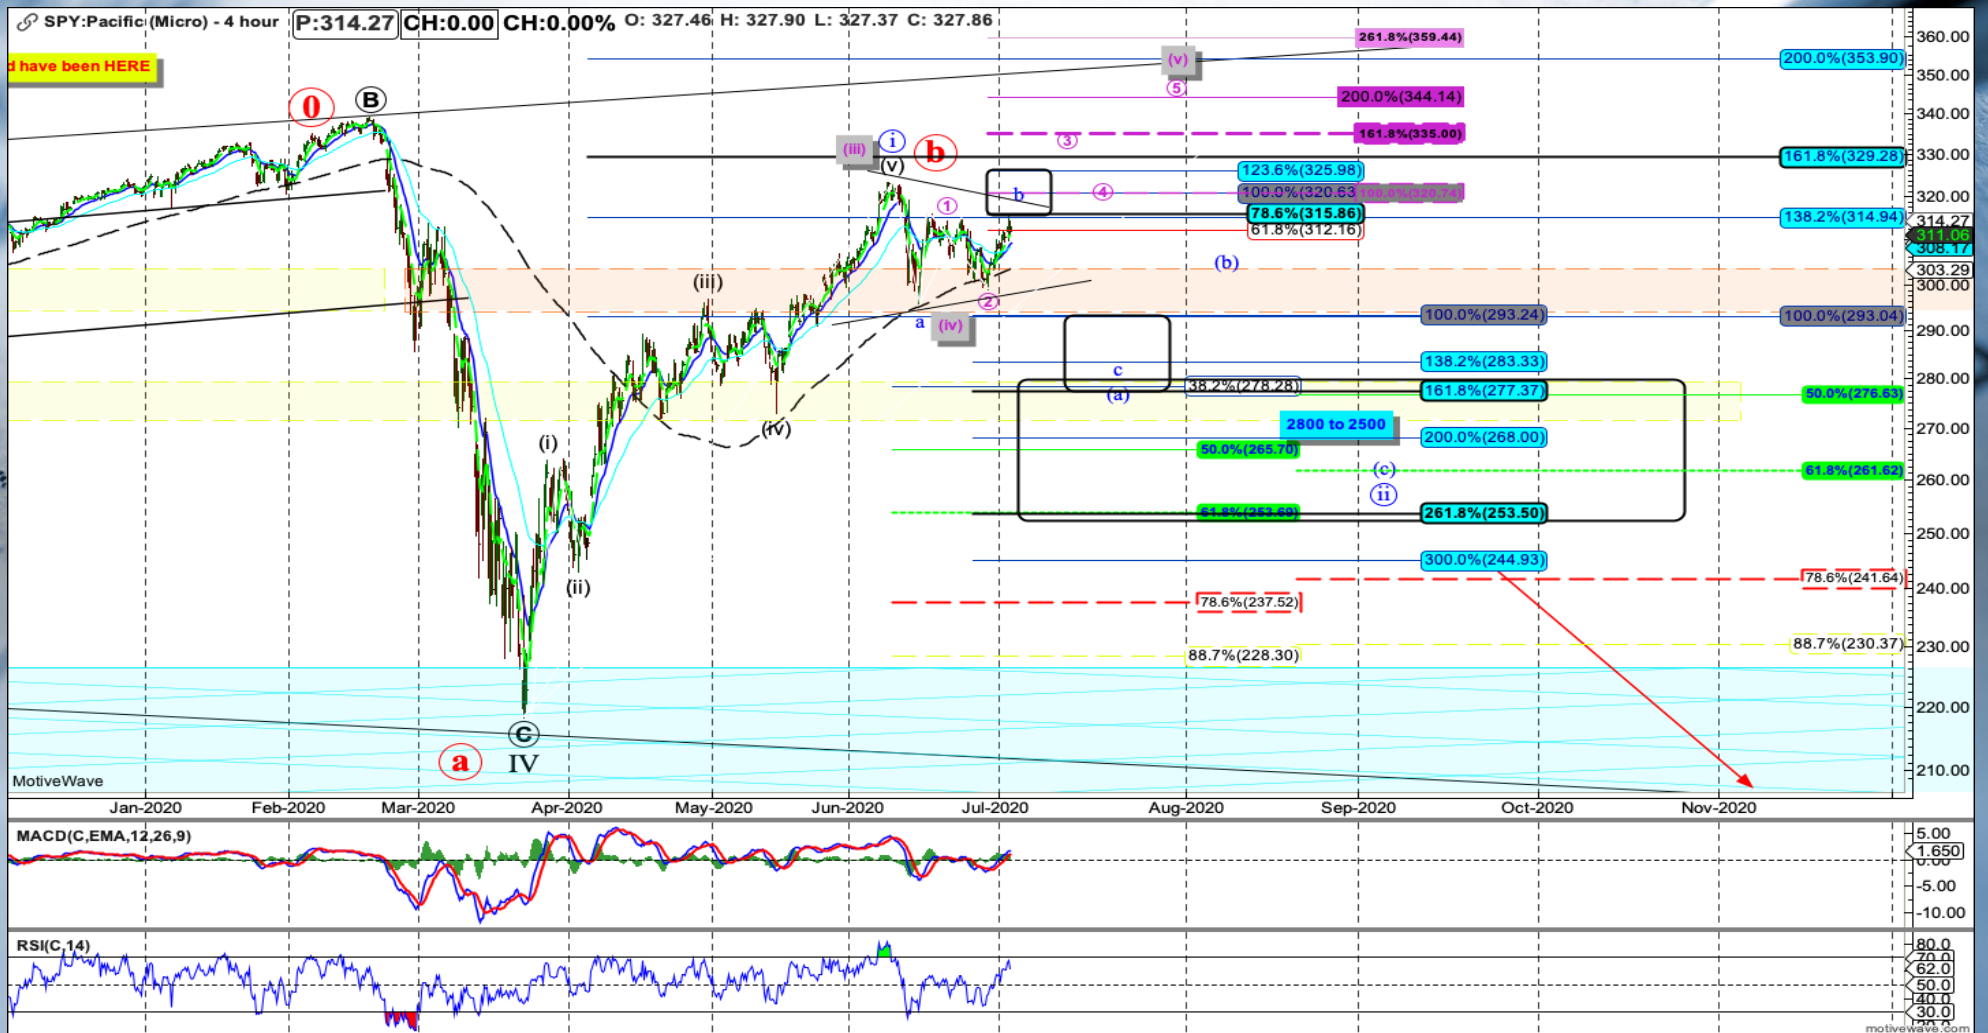 SPY:Pacific (Micro) - 4 hour P:314.27 CH:0.00 CH:0.00% O: 327.46 H: 327.90 L: 327.37 C: 327.86
d have been HERE
0
B
(iii)
i
(v)
b
1
a
(iv)
2
(iii)
(i)
(iv)
(ii)
C
a
IV
(v)
5
3
4
b
(b)
c
(a)
2800 to 2500
(c)
ii
261.8%(359.44)
200.0%(353.90)
200.0%(344.14)
161.8%(335.00)
161.8%(329.28)
123.6%(325.98)
100.0%(320.63
100.0%(320.74)
78.6%(315.86)
138.2%(314.94)
61.8%(312.16)
100.0%(293.24)
100.0%(293.04)
138.2%(283.33)
38.2%(278.28)
161.8%(277.37)
50.0%(276.63)
200.0%(268.00)
50.0%(265.70)
61.8%(261.62)
61.8%(253.69)
261.8%(253.50)
300.0%(244.93)
78.6%(241.64)
78.6%(237.52)
88.7%(230.37)
88.7%(228.30)
360.00
350.00
340.00
330.00
320.00
314.27
311.06
308.17
303.29
300.00
290.00
280.00
270.00
260.00
250.00
240.00
230.00
220.00
210.00
MotiveWave
Jan-2020 Feb-2020 Mar-2020 Apr-2020 May-2020 Jun-2020 Jul-2020 Aug-2020 Sep-2020 Oct-2020 Nov-2020
MACD(C,EMA,12,26,9)
5.00
1.650
0.00
-5.00
-10.00
RSI(C,14)
80.0
70.0
62.0
50.0
40.0
30.0
motivewave.com